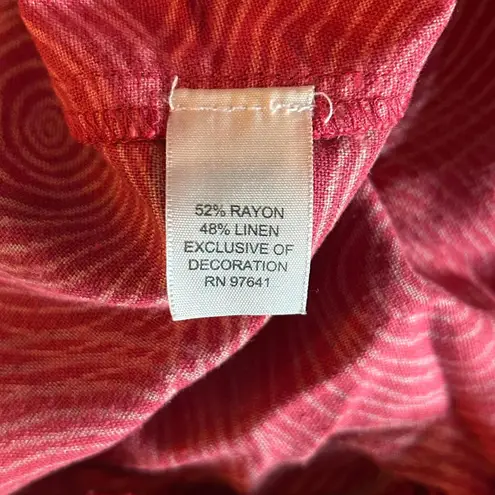 52% RAYON
48% LINEN
EXCLUSIVE OF
DECORATION
RN 97641